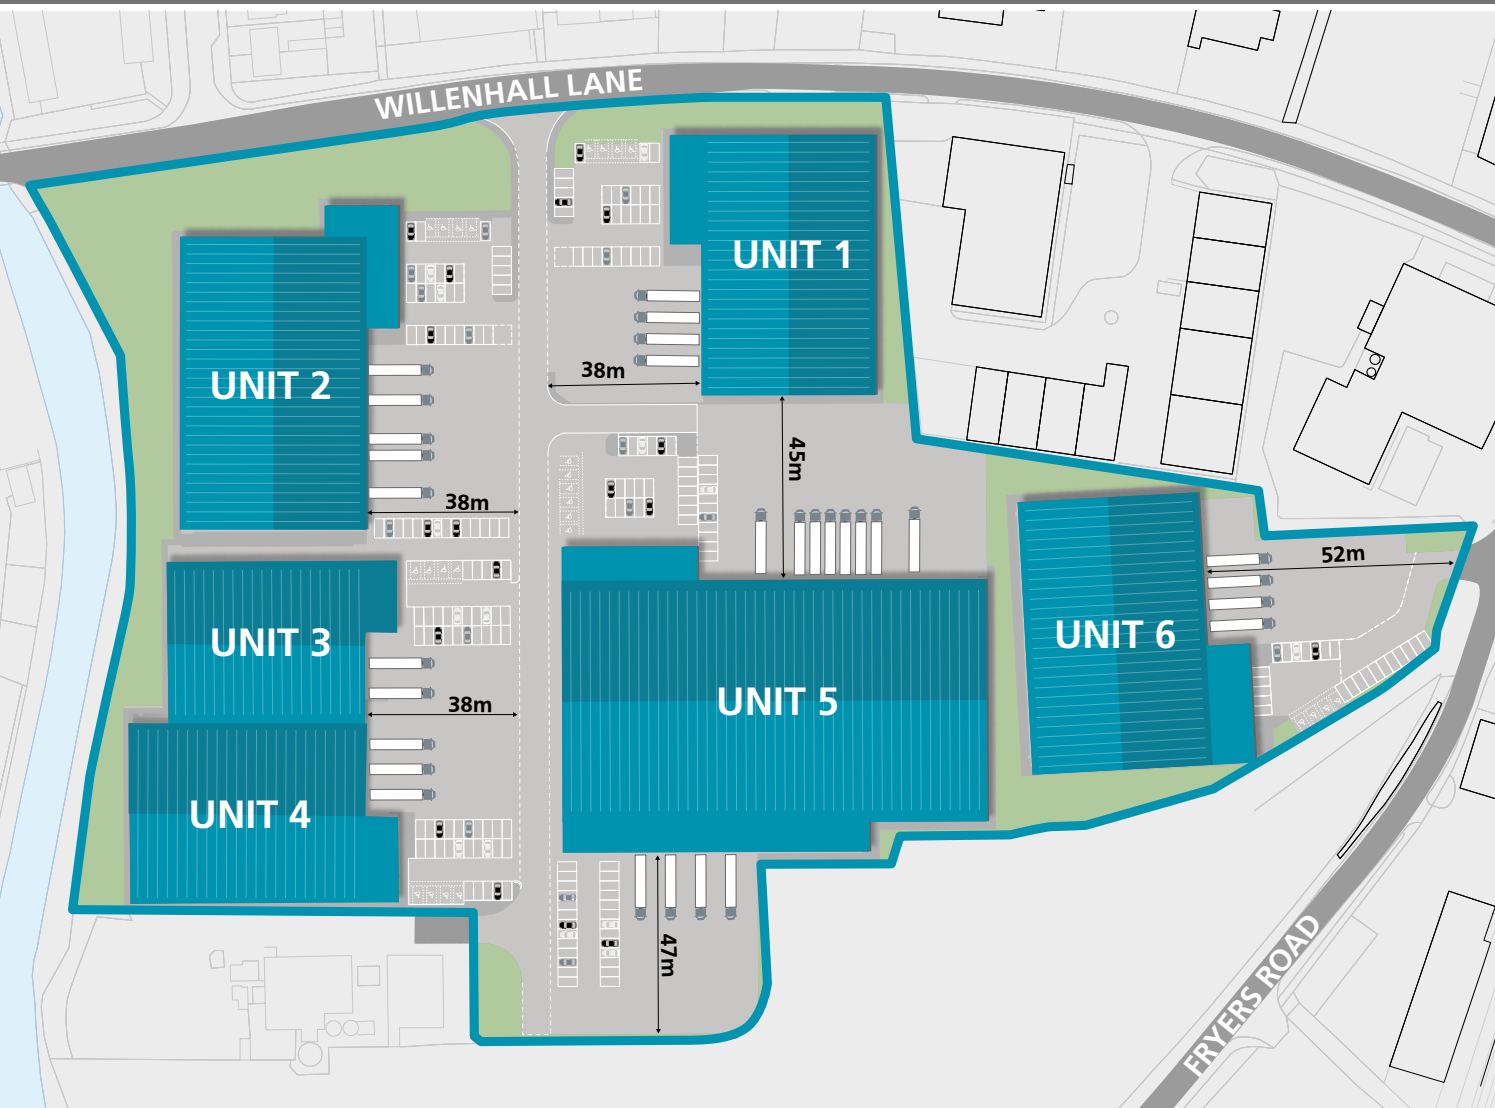 WILLENHALL LANE
UNIT 1
38m
UNIT 2
45m
38m
52m
UNIT 3
UNIT 6
38m
UNIT 5
UNIT 4
47m
FRYERS ROAD